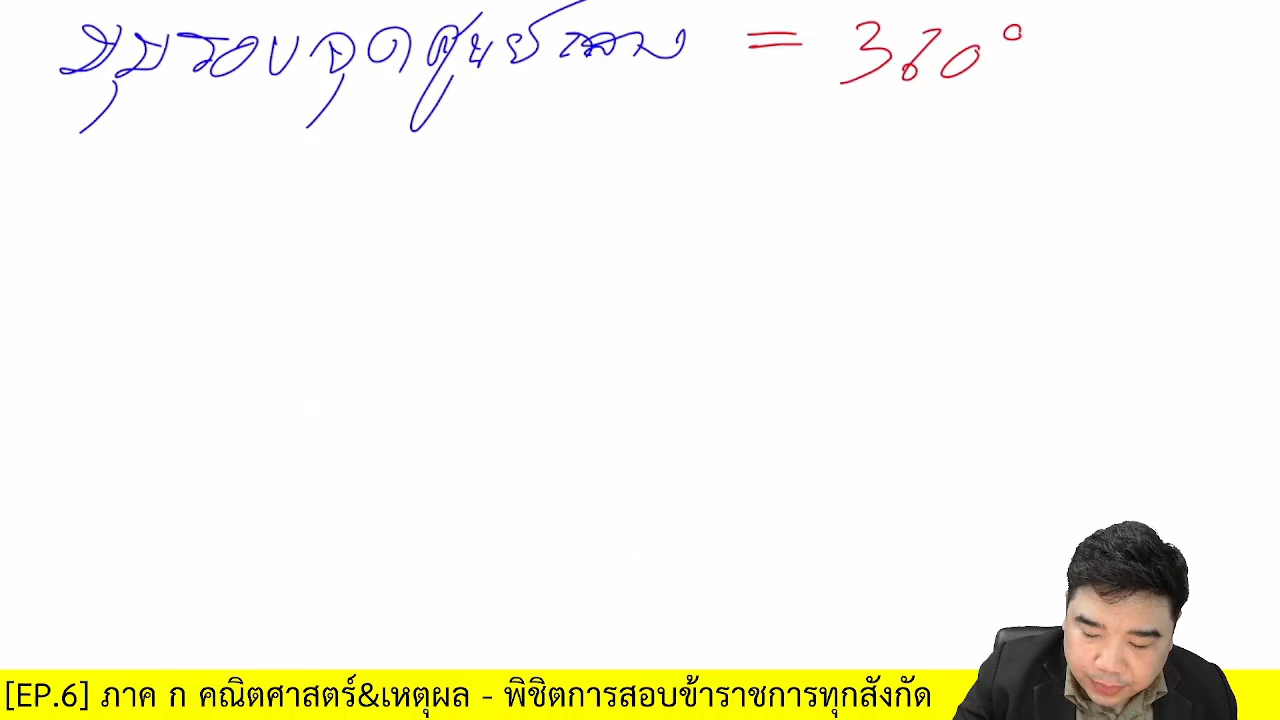 มุมรอบจุดศูนย์กลาง = 360°
[EP.6] ภาค ก คณิตศาสตร์&เหตุผล - พิชิตการสอบข้าราชการทุกสังกัด